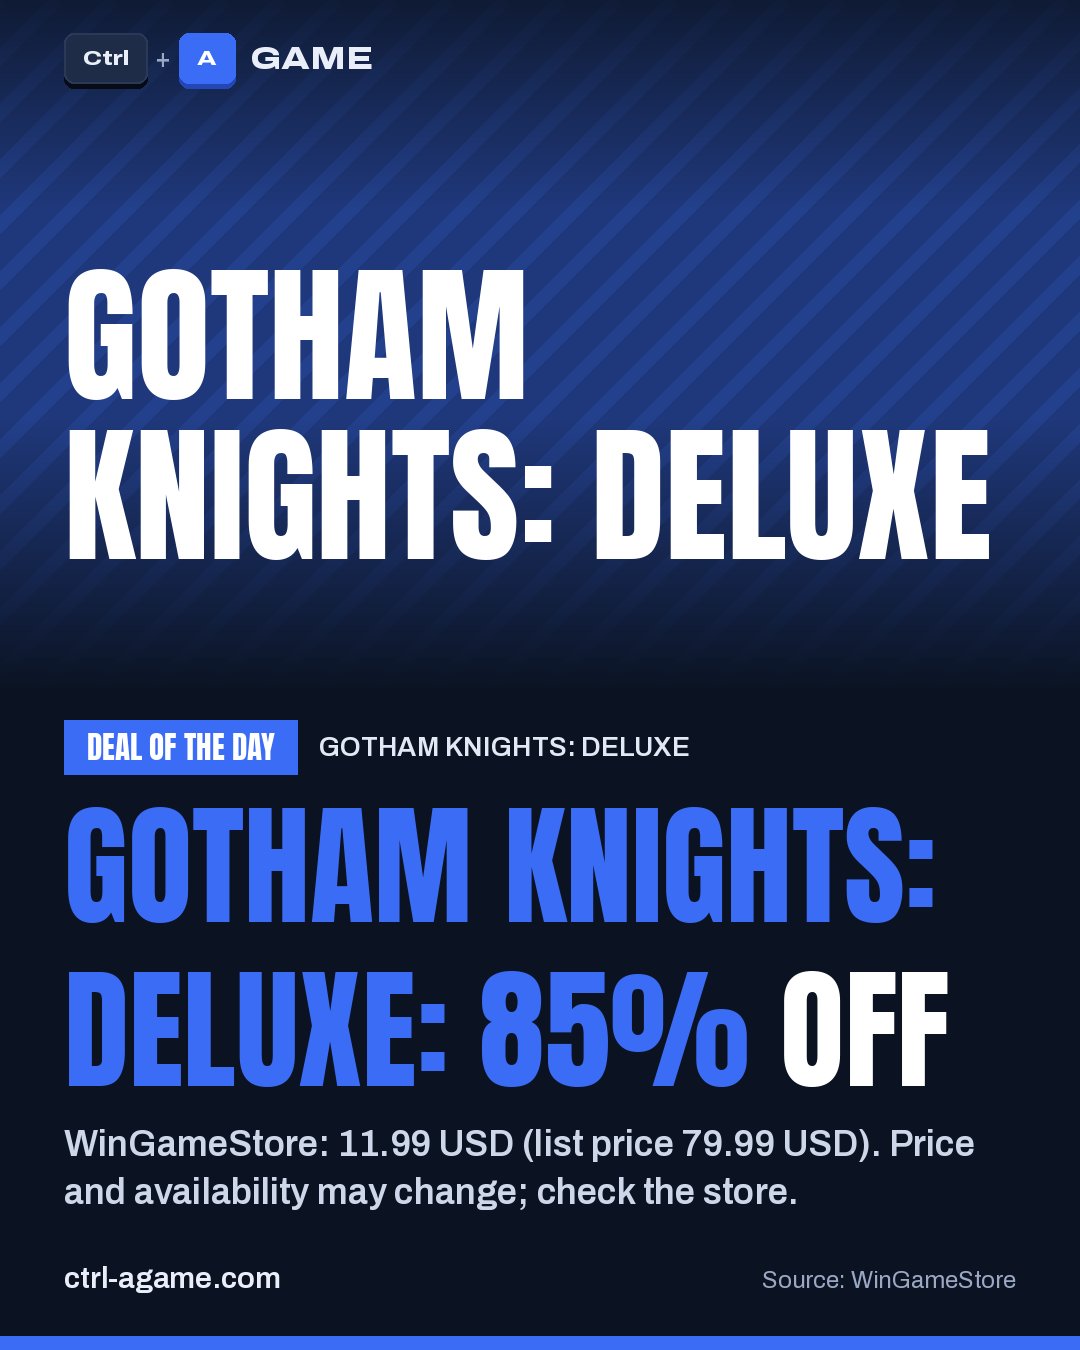 Ctrl + A GAME
GOTHAM
KNIGHTS: DELUXE
DEAL OF THE DAY GOTHAM KNIGHTS: DELUXE
GOTHAM KNIGHTS:
DELUXE: 85% OFF
WinGameStore: 11.99 USD (list price 79.99 USD). Price
and availability may change; check the store.
ctrl-agame.com Source: WinGameStore